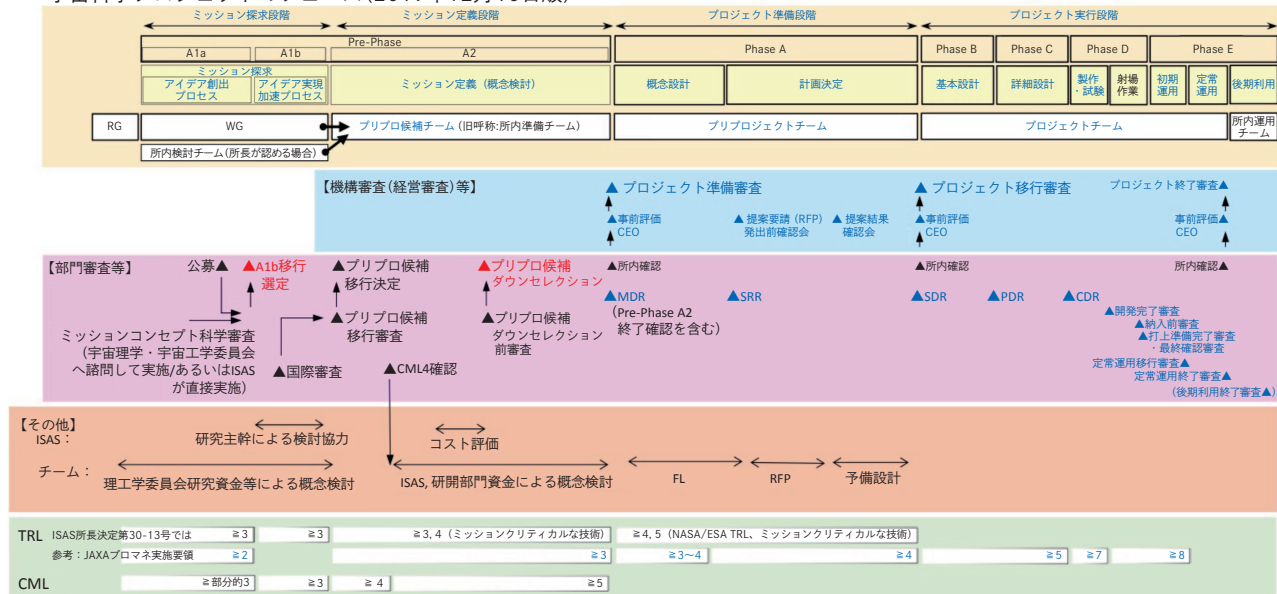 ミッション探求段階
ミッション定義段階
プロジェクト準備段階
プロジェクト実行段階
Pre-Phase
A1a
A1b
A2
Phase A
Phase B
Phase C
Phase D
Phase E
ミッション探求
アイデア創出
プロセス
アイデア実現
加速プロセス
ミッション定義（概念検討）
概念設計
計画決定
基本設計
詳細設計
製作
・試験
射場
作業
初期
運用
定常
運用
後期利用
RG
WG
プリプロ候補チーム（旧呼称:所内準備チーム）
プリプロジェクトチーム
プロジェクトチーム
所内運用
チーム
所内検討チーム（所長が認める場合）
【機構審査（経営審査）等】
▲プロジェクト準備審査
▲プロジェクト移行審査
プロジェクト終了審査▲
▲事前評価
CEO
▲提案要請（RFP）
発出前確認会
▲提案結果
確認会
▲事前評価
CEO
事前評価▲
CEO
【部門審査等】
公募▲
▲A1b移行
選定
▲プリプロ候補
移行決定
▲プリプロ候補
ダウンセレクション
▲所内確認
▲所内確認
所内確認▲
▲MDR
(Pre-Phase A2
終了確認を含む)
▲SRR
▲SDR
▲PDR
▲CDR
ミッションコンセプト科学審査
（宇宙理学・宇宙工学委員会
へ諮問して実施/あるいはISAS
が直接実施）
▲プリプロ候補
移行審査
▲プリプロ候補
ダウンセレクション
前審査
▲国際審査
▲CML4確認
▲開発完了審査
▲納入前審査
▲打上準備完了審査
・最終確認審査
定常運用移行審査▲
定常運用終了審査▲
(後期利用終了審査▲)
【その他】
ISAS：
研究主幹による検討協力
コスト評価
チーム：
理工学委員会研究資金等による概念検討
ISAS, 研開部門資金による概念検討
FL
RFP
予備設計
TRL ISAS所長決定第30-13号では ≧3 ≧3 ≧3, 4（ミッションクリティカルな技術） ≧4, 5（NASA/ESA TRL、ミッションクリティカルな技術）
参考：JAXAプロマネ実施要領 ≧2 ≧3 ≧3～4 ≧4 ≧5 ≧7 ≧8
CML ≧部分的3 ≧3 ≧4 ≧5